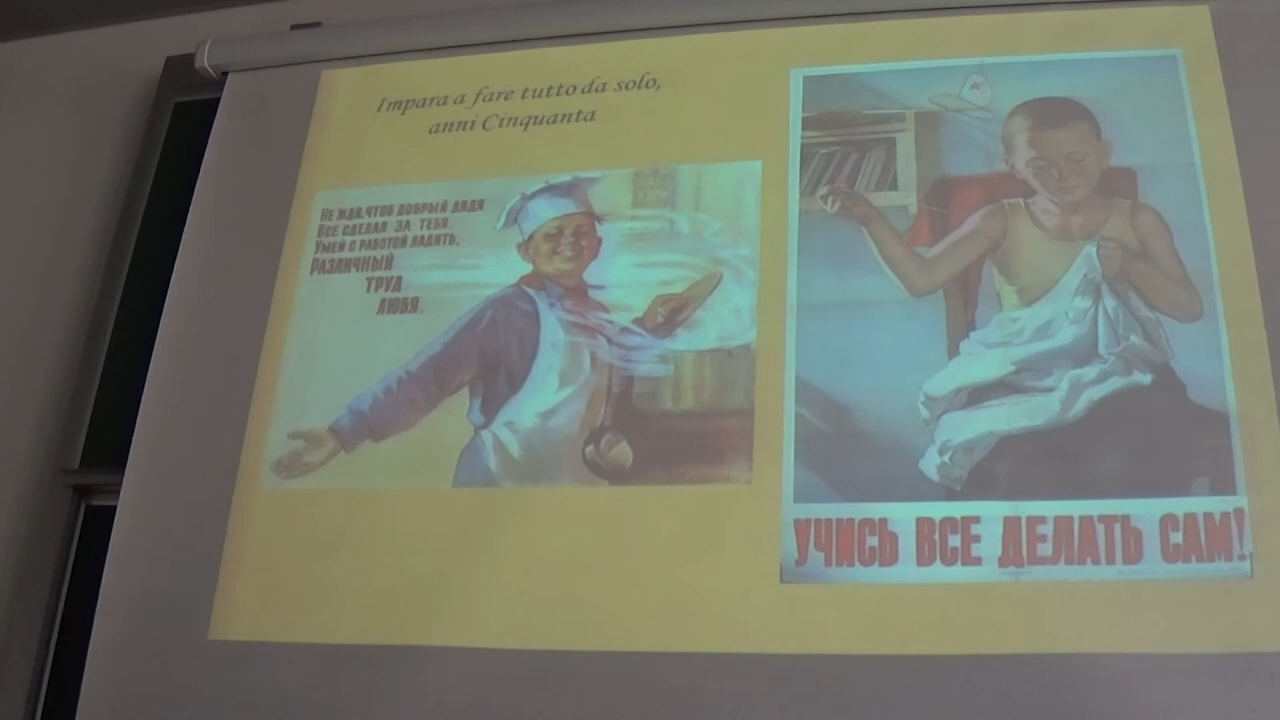 Impara a fare tutto da solo,
anni Cinquanta
НЕ ЖДИ, ЧТОБ ДОБРЫЙ ДЯДЯ
ВСЕ СДЕЛАЛ ЗА ТЕБЯ.
УМЕЙ С РАБОТОЙ ЛАДИТЬ,
РАЗЛИЧНЫЙ
ТРУД
ЛЮБЯ.
УЧИСЬ ВСЕ ДЕЛАТЬ САМ!